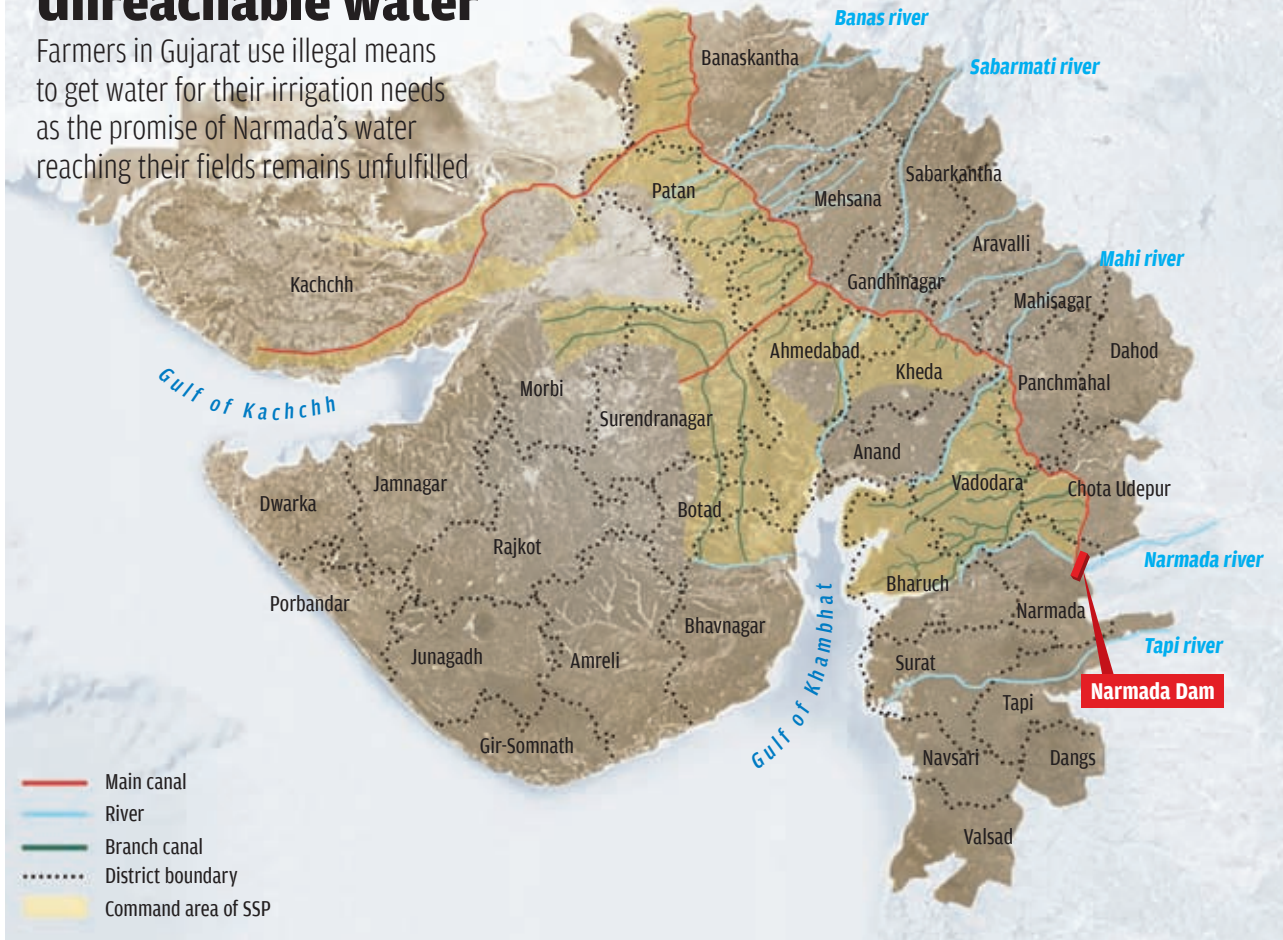 Unreachable water
Farmers in Gujarat use illegal means
to get water for their irrigation needs
as the promise of Narmada's water
reaching their fields remains unfulfilled
Banas river
Banaskantha
Sabarmati river
Sabarkantha
Patan
Mehsana
Aravalli
Mahi river
Kachchh
Gandhinagar
Mahisagar
Ahmedabad
Dahod
Kheda
Panchmahal
Gulf of Kachchh
Morbi
Surendranagar
Anand
Jamnagar
Vadodara
Chota Udepur
Dwarka
Botad
Rajkot
Narmada river
Bharuch
Porbandar
Narmada
Bhavnagar
Gulf of Khambhat
Tapi river
Junagadh
Amreli
Surat
Narmada Dam
Tapi
Gir-Somnath
Navsari
Dangs
Valsad
Main canal
River
Branch canal
District boundary
Command area of SSP